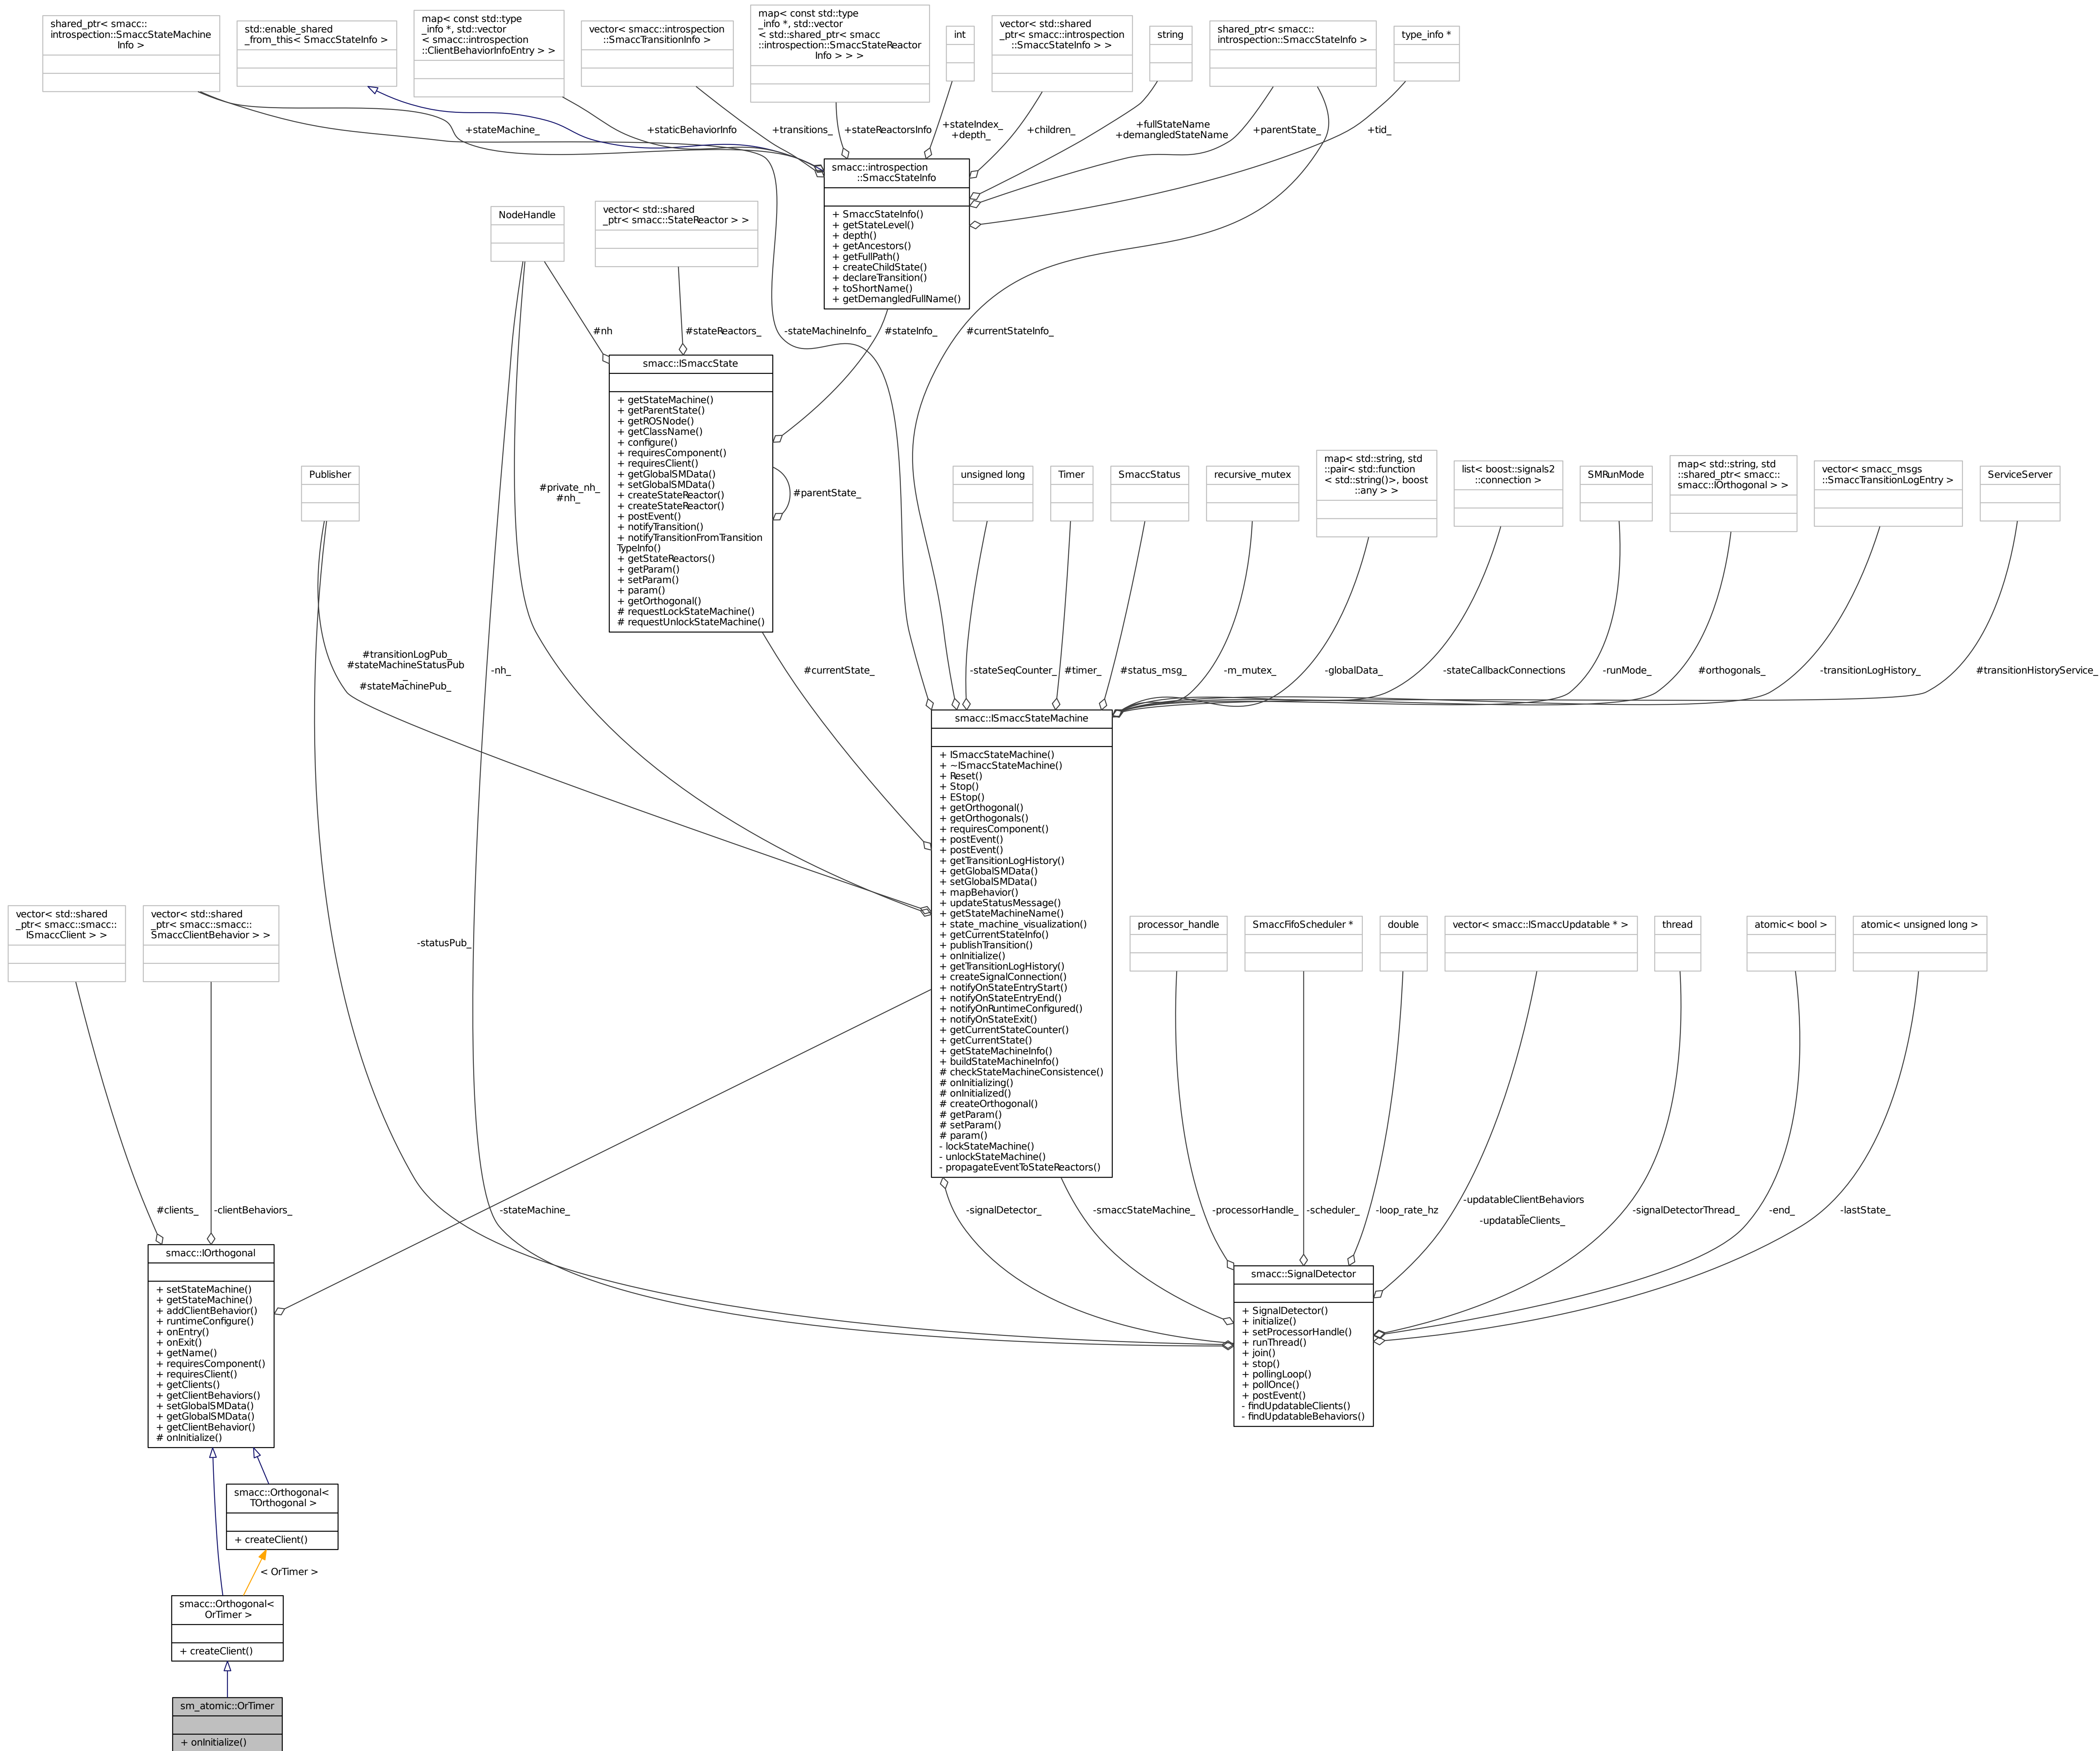 shared_ptr< smacc::
introspection::SmaccStateMachine
Info >
std::enable_shared
_from_this< SmaccStateInfo >
map< const std::type
_info *, std::vector
< smacc::introspection
::ClientBehaviorInfoEntry > >
vector< smacc::introspection
::SmaccTransitionInfo >
map< const std::type
_info *, std::vector
< std::shared_ptr< smacc
::introspection::SmaccStateReactor
Info > > >
int
vector< std::shared
_ptr< smacc::introspection
::SmaccStateInfo > >
string
shared_ptr< smacc::
introspection::SmaccStateInfo >
type_info *
+stateMachine_
+staticBehaviorInfo
+transitions_
+stateReactorsInfo
+stateIndex_
+depth_
+children_
+fullStateName
+demangledStateName
+parentState_
+tid_
smacc::introspection
::SmaccStateInfo
+ SmaccStateInfo()
+ getStateLevel()
+ depth()
+ getAncestors()
+ getFullPath()
+ createChildState()
+ declareTransition()
+ toShortName()
+ getDemangledFullName()
NodeHandle
vector< std::shared
_ptr< smacc::StateReactor > >
#nh
#stateReactors_
-stateMachineInfo_
#stateInfo_
#currentStateInfo_
smacc::ISmaccState
+ getStateMachine()
+ getParentState()
+ getROSNode()
+ getClassName()
+ configure()
+ requiresComponent()
+ requiresClient()
+ getGlobalSMData()
+ setGlobalSMData()
+ createStateReactor()
+ createStateReactor()
+ postEvent()
+ notifyTransition()
+ notifyTransitionFromTransition
TypeInfo()
+ getStateReactors()
+ getParam()
+ setParam()
+ param()
+ getOrthogonal()
# requestLockStateMachine()
# requestUnlockStateMachine()
#parentState_
#private_nh_
#nh_
Publisher
unsigned long
Timer
SmaccStatus
recursive_mutex
map< std::string, std
::pair< std::function
< std::string()>, boost
::any > >
list< boost::signals2
::connection >
SMRunMode
map< std::string, std
::shared_ptr< smacc::
smacc::IOrthogonal > >
vector< smacc_msgs
::SmaccTransitionLogEntry >
ServiceServer
#transitionLogPub_
#stateMachineStatusPub
_
#stateMachinePub_
-nh_
#currentState_
-stateSeqCounter_
#timer_
#status_msg_
-m_mutex_
-globalData_
-stateCallbackConnections
-runMode_
#orthogonals_
-transitionLogHistory_
#transitionHistoryService_
smacc::ISmaccStateMachine
+ ISmaccStateMachine()
+ ~ISmaccStateMachine()
+ Reset()
+ Stop()
+ EStop()
+ getOrthogonal()
+ getOrthogonals()
+ requiresComponent()
+ postEvent()
+ postEvent()
+ getTransitionLogHistory()
+ getGlobalSMData()
+ setGlobalSMData()
+ mapBehavior()
+ updateStatusMessage()
+ getStateMachineName()
+ state_machine_visualization()
+ getCurrentStateInfo()
+ publishTransition()
+ onInitialize()
+ getTransitionLogHistory()
+ createSignalConnection()
+ notifyOnStateEntryStart()
+ notifyOnStateEntryEnd()
+ notifyOnRuntimeConfigured()
+ notifyOnStateExit()
+ getCurrentStateCounter()
+ getCurrentState()
+ getStateMachineInfo()
+ buildStateMachineInfo()
# checkStateMachineConsistence()
# onInitializing()
# onInitialized()
# createOrthogonal()
# getParam()
# setParam()
# param()
- lockStateMachine()
- unlockStateMachine()
- propagateEventToStateReactors()
vector< std::shared
_ptr< smacc::smacc::
ISmaccClient > >
vector< std::shared
_ptr< smacc::smacc::
SmaccClientBehavior > >
-statusPub_
processor_handle
SmaccFifoScheduler *
double
vector< smacc::ISmaccUpdatable * >
thread
atomic< bool >
atomic< unsigned long >
#clients_
-clientBehaviors_
-stateMachine_
-signalDetector_
-smaccStateMachine_
-processorHandle_
-scheduler_
-loop_rate_hz
-updatableClientBehaviors
_
-updatableClients_
-signalDetectorThread_
-end_
-lastState_
smacc::IOrthogonal
+ setStateMachine()
+ getStateMachine()
+ addClientBehavior()
+ runtimeConfigure()
+ onEntry()
+ onExit()
+ getName()
+ requiresComponent()
+ requiresClient()
+ getClients()
+ getClientBehaviors()
+ setGlobalSMData()
+ getGlobalSMData()
+ getClientBehavior()
# onInitialize()
smacc::SignalDetector
+ SignalDetector()
+ initialize()
+ setProcessorHandle()
+ runThread()
+ join()
+ stop()
+ pollingLoop()
+ pollOnce()
+ postEvent()
- findUpdatableClients()
- findUpdatableBehaviors()
smacc::Orthogonal<
TOrthogonal >
+ createClient()
< OrTimer >
smacc::Orthogonal<
OrTimer >
+ createClient()
sm_atomic::OrTimer
+ onInitialize()